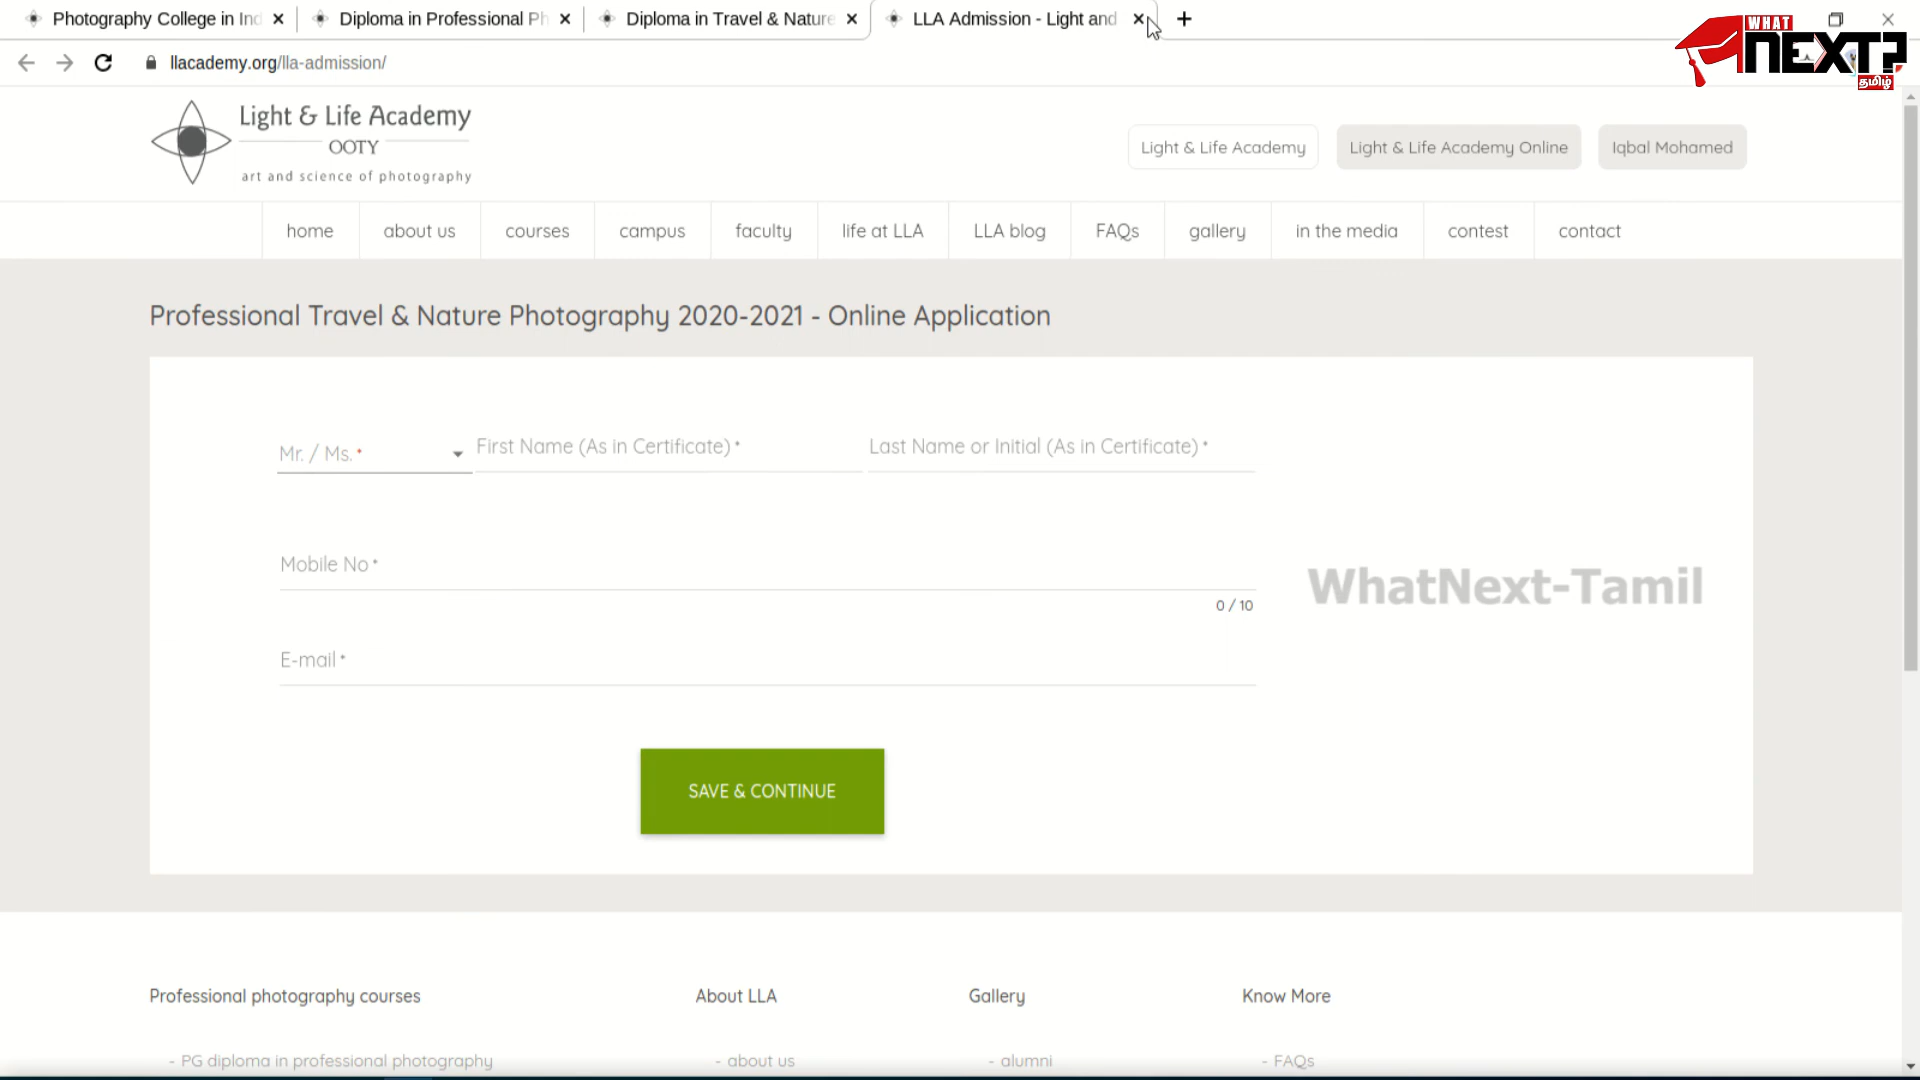 Photography College in Ind
Diploma in Professional Ph
Diploma in Travel & Nature
LLA Admission - Light and
WHAT
NEXT?
தமிழ்
llacademy.org/lla-admission/
Light & Life Academy
OOTY
art and science of photography
Light & Life Academy
Light & Life Academy Online
Iqbal Mohamed
home
about us
courses
campus
faculty
life at LLA
LLA blog
FAQs
gallery
in the media
contest
contact
Professional Travel & Nature Photography 2020-2021 - Online Application
Mr. / Ms. *
First Name (As in Certificate) *
Last Name or Initial (As in Certificate) *
Mobile No *
WhatNext-Tamil
0 / 10
E-mail *
SAVE & CONTINUE
Professional photography courses
About LLA
Gallery
Know More
- PG diploma in professional photography
- about us
- alumni
- FAQs